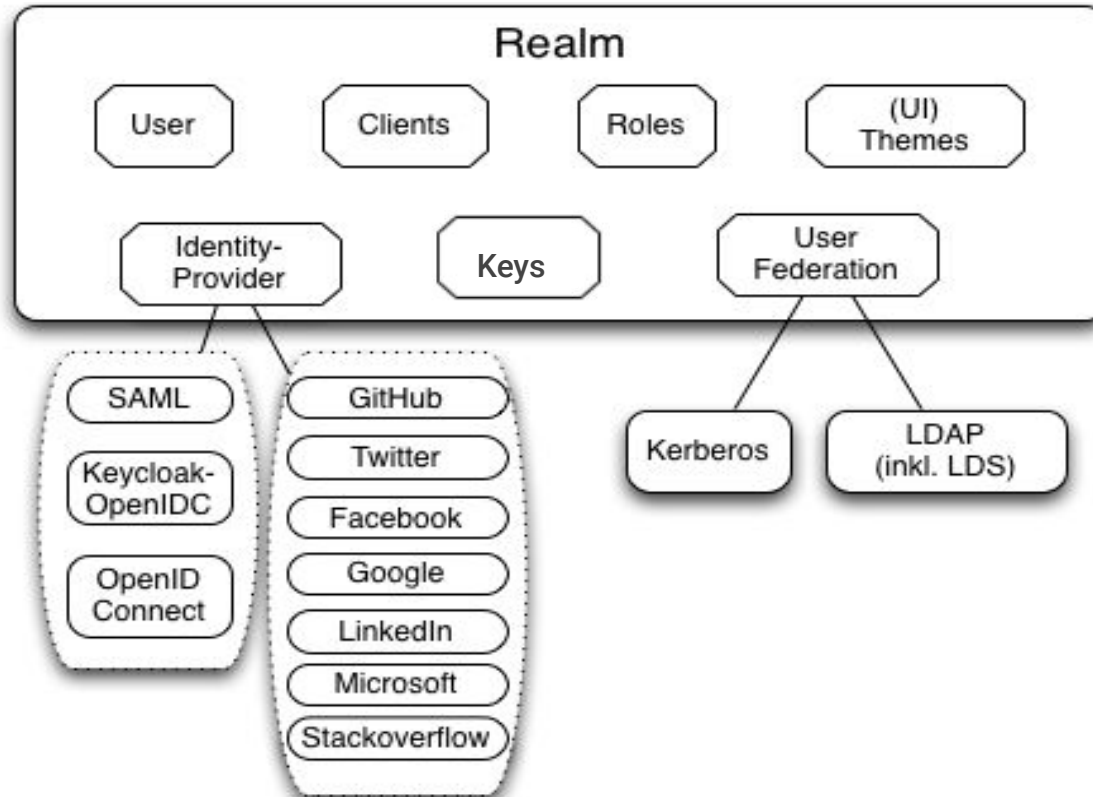 Realm
User
Clients
Roles
(UI)
Themes
Identity-
Provider
Keys
User
Federation
SAML
Keycloak-
OpenIDC
OpenID
Connect
GitHub
Twitter
Facebook
Google
LinkedIn
Microsoft
Stackoverflow
Kerberos
LDAP
(inkl. LDS)